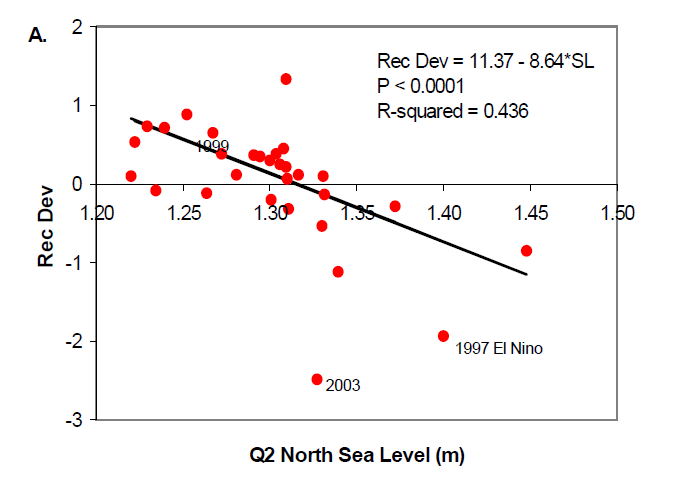 A.
2
Rec Dev = 11.37 - 8.64*SL
P < 0.0001
R-squared = 0.436
1
1999
0
1.20 1.25 1.30 1.35 1.40 1.45 1.50
Rec Dev
-1
-2
1997 El Nino
2003
-3
Q2 North Sea Level (m)